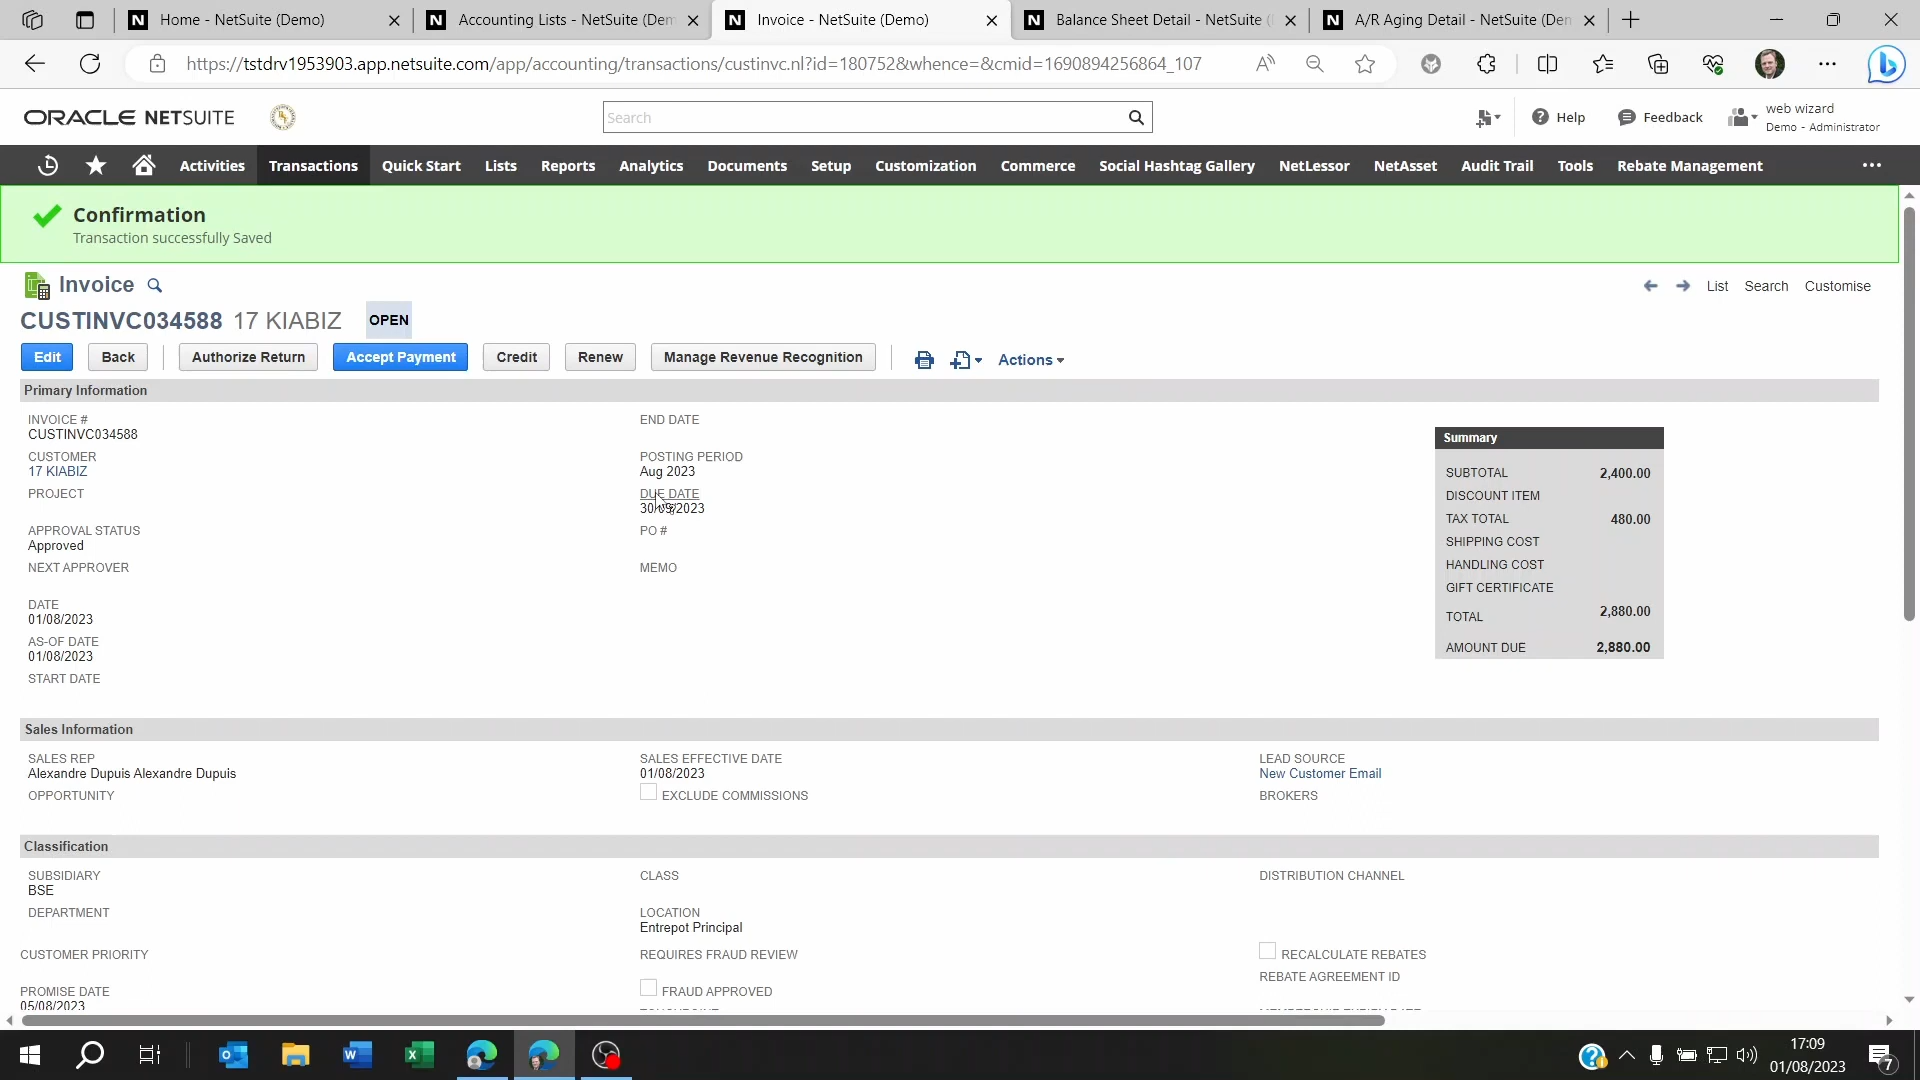 Home - NetSuite (Demo)
Accounting Lists - NetSuite (Dem
Invoice - NetSuite (Demo)
Balance Sheet Detail - NetSuite (
A/R Aging Detail - NetSuite (Dem
https://tstdrv1953903.app.netsuite.com/app/accounting/transactions/custinvc.nl?id=180752&whence=&cmid=1690894256864_107
ORACLE NETSUITE
Search
Help
Feedback
web wizard
Demo - Administrator
Activities Transactions Quick Start Lists Reports Analytics Documents Setup Customization Commerce Social Hashtag Gallery NetLessor NetAsset Audit Trail Tools Rebate Management
Confirmation
Transaction successfully Saved
Invoice
List Search Customise
CUSTINVC034588 17 KIABIZ OPEN
Edit Back Authorize Return Accept Payment Credit Renew Manage Revenue Recognition Actions
Primary Information
INVOICE #
CUSTINVC034588
CUSTOMER
17 KIABIZ
PROJECT
APPROVAL STATUS
Approved
NEXT APPROVER
DATE
01/08/2023
AS-OF DATE
01/08/2023
START DATE
END DATE
POSTING PERIOD
Aug 2023
DUE DATE
30/09/2023
PO #
MEMO
Summary
SUBTOTAL 2,400.00
DISCOUNT ITEM
TAX TOTAL 480.00
SHIPPING COST
HANDLING COST
GIFT CERTIFICATE
TOTAL 2,880.00
AMOUNT DUE 2,880.00
Sales Information
SALES REP
Alexandre Dupuis Alexandre Dupuis
OPPORTUNITY
SALES EFFECTIVE DATE
01/08/2023
EXCLUDE COMMISSIONS
LEAD SOURCE
New Customer Email
BROKERS
Classification
SUBSIDIARY
BSE
DEPARTMENT
CLASS
LOCATION
Entrepot Principal
DISTRIBUTION CHANNEL
CUSTOMER PRIORITY
PROMISE DATE
05/08/2023
REQUIRES FRAUD REVIEW
FRAUD APPROVED
RECALCULATE REBATES
REBATE AGREEMENT ID
17:09
01/08/2023
7